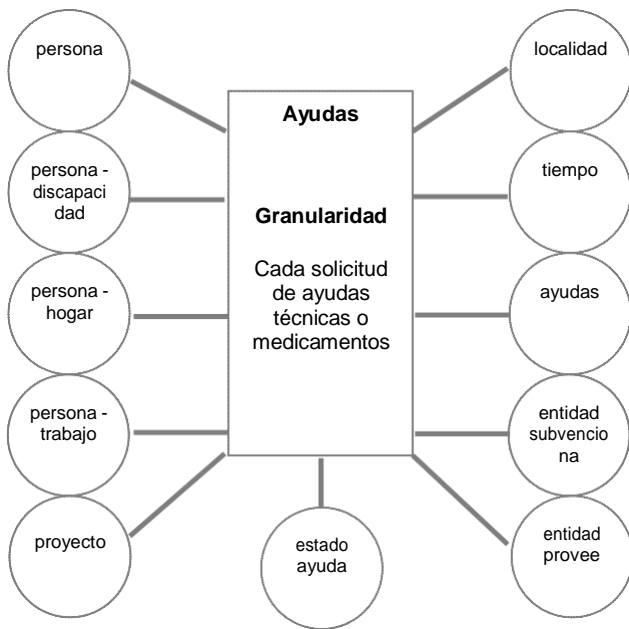 persona
persona -
discapaci
dad
persona -
hogar
persona -
trabajo
proyecto
Ayudas
Granularidad
Cada solicitud
de ayudas
técnicas o
medicamentos
estado
ayuda
localidad
tiempo
ayudas
entidad
subvencio
na
entidad
provee